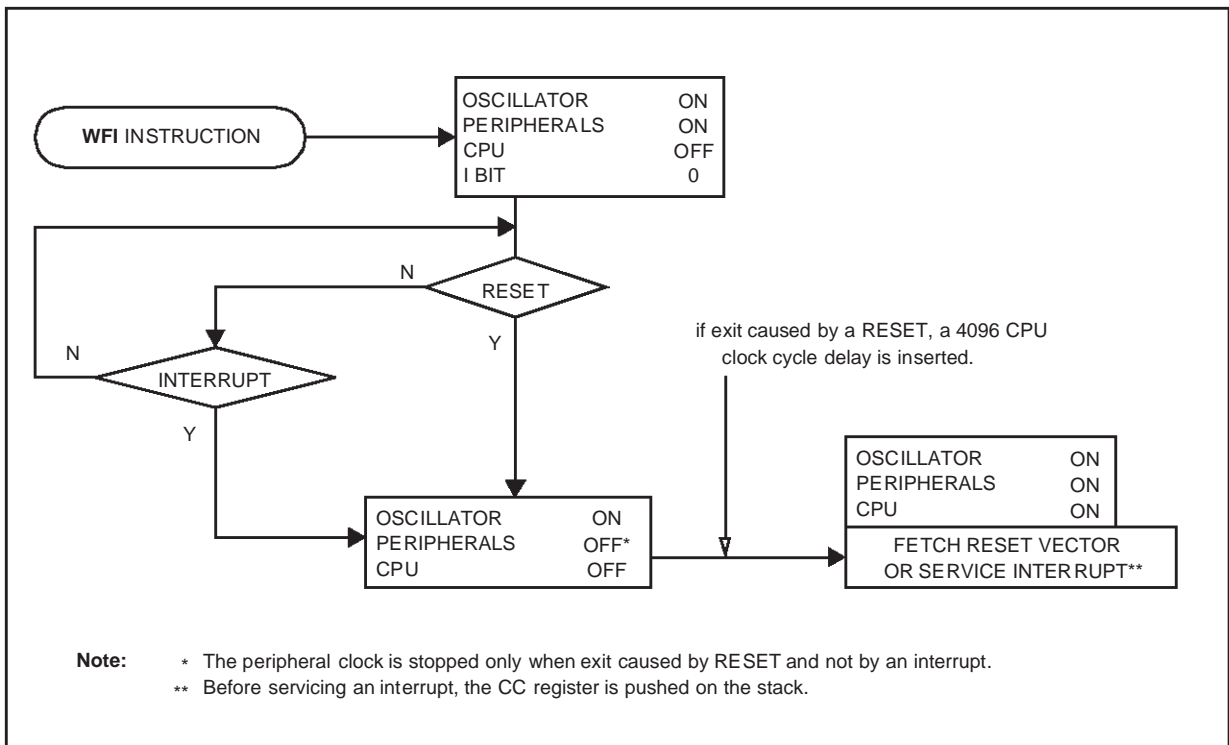 WFI INSTRUCTION
OSCILLATOR ON
PERIPHERALS ON
CPU OFF
I BIT 0
N
RESET
Y
N
INTERRUPT
Y
if exit caused by a RESET, a 4096 CPU
clock cycle delay is inserted.
OSCILLATOR ON
PERIPHERALS OFF*
CPU OFF
OSCILLATOR ON
PERIPHERALS ON
CPU ON
FETCH RESET VECTOR
OR SERVICE INTERRUPT**
Note: * The peripheral clock is stopped only when exit caused by RESET and not by an interrupt.
** Before servicing an interrupt, the CC register is pushed on the stack.